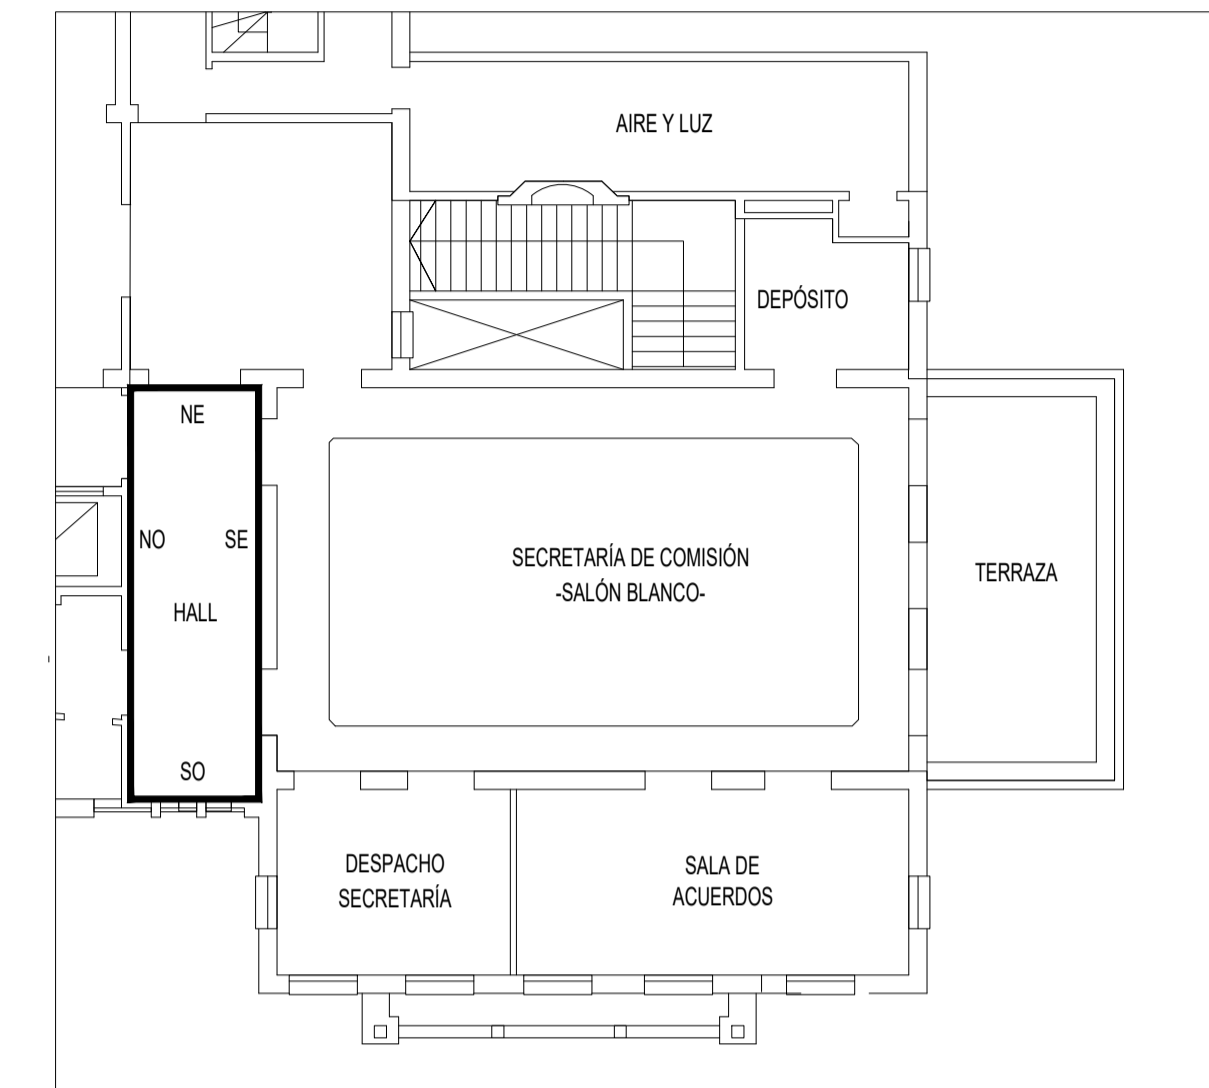 AIRE Y LUZ
DEPÓSITO
NE
NO
SE
HALL
SO
SECRETARÍA DE COMISIÓN
-SALÓN BLANCO-
TERRAZA
DESPACHO
SECRETARÍA
SALA DE
ACUERDOS